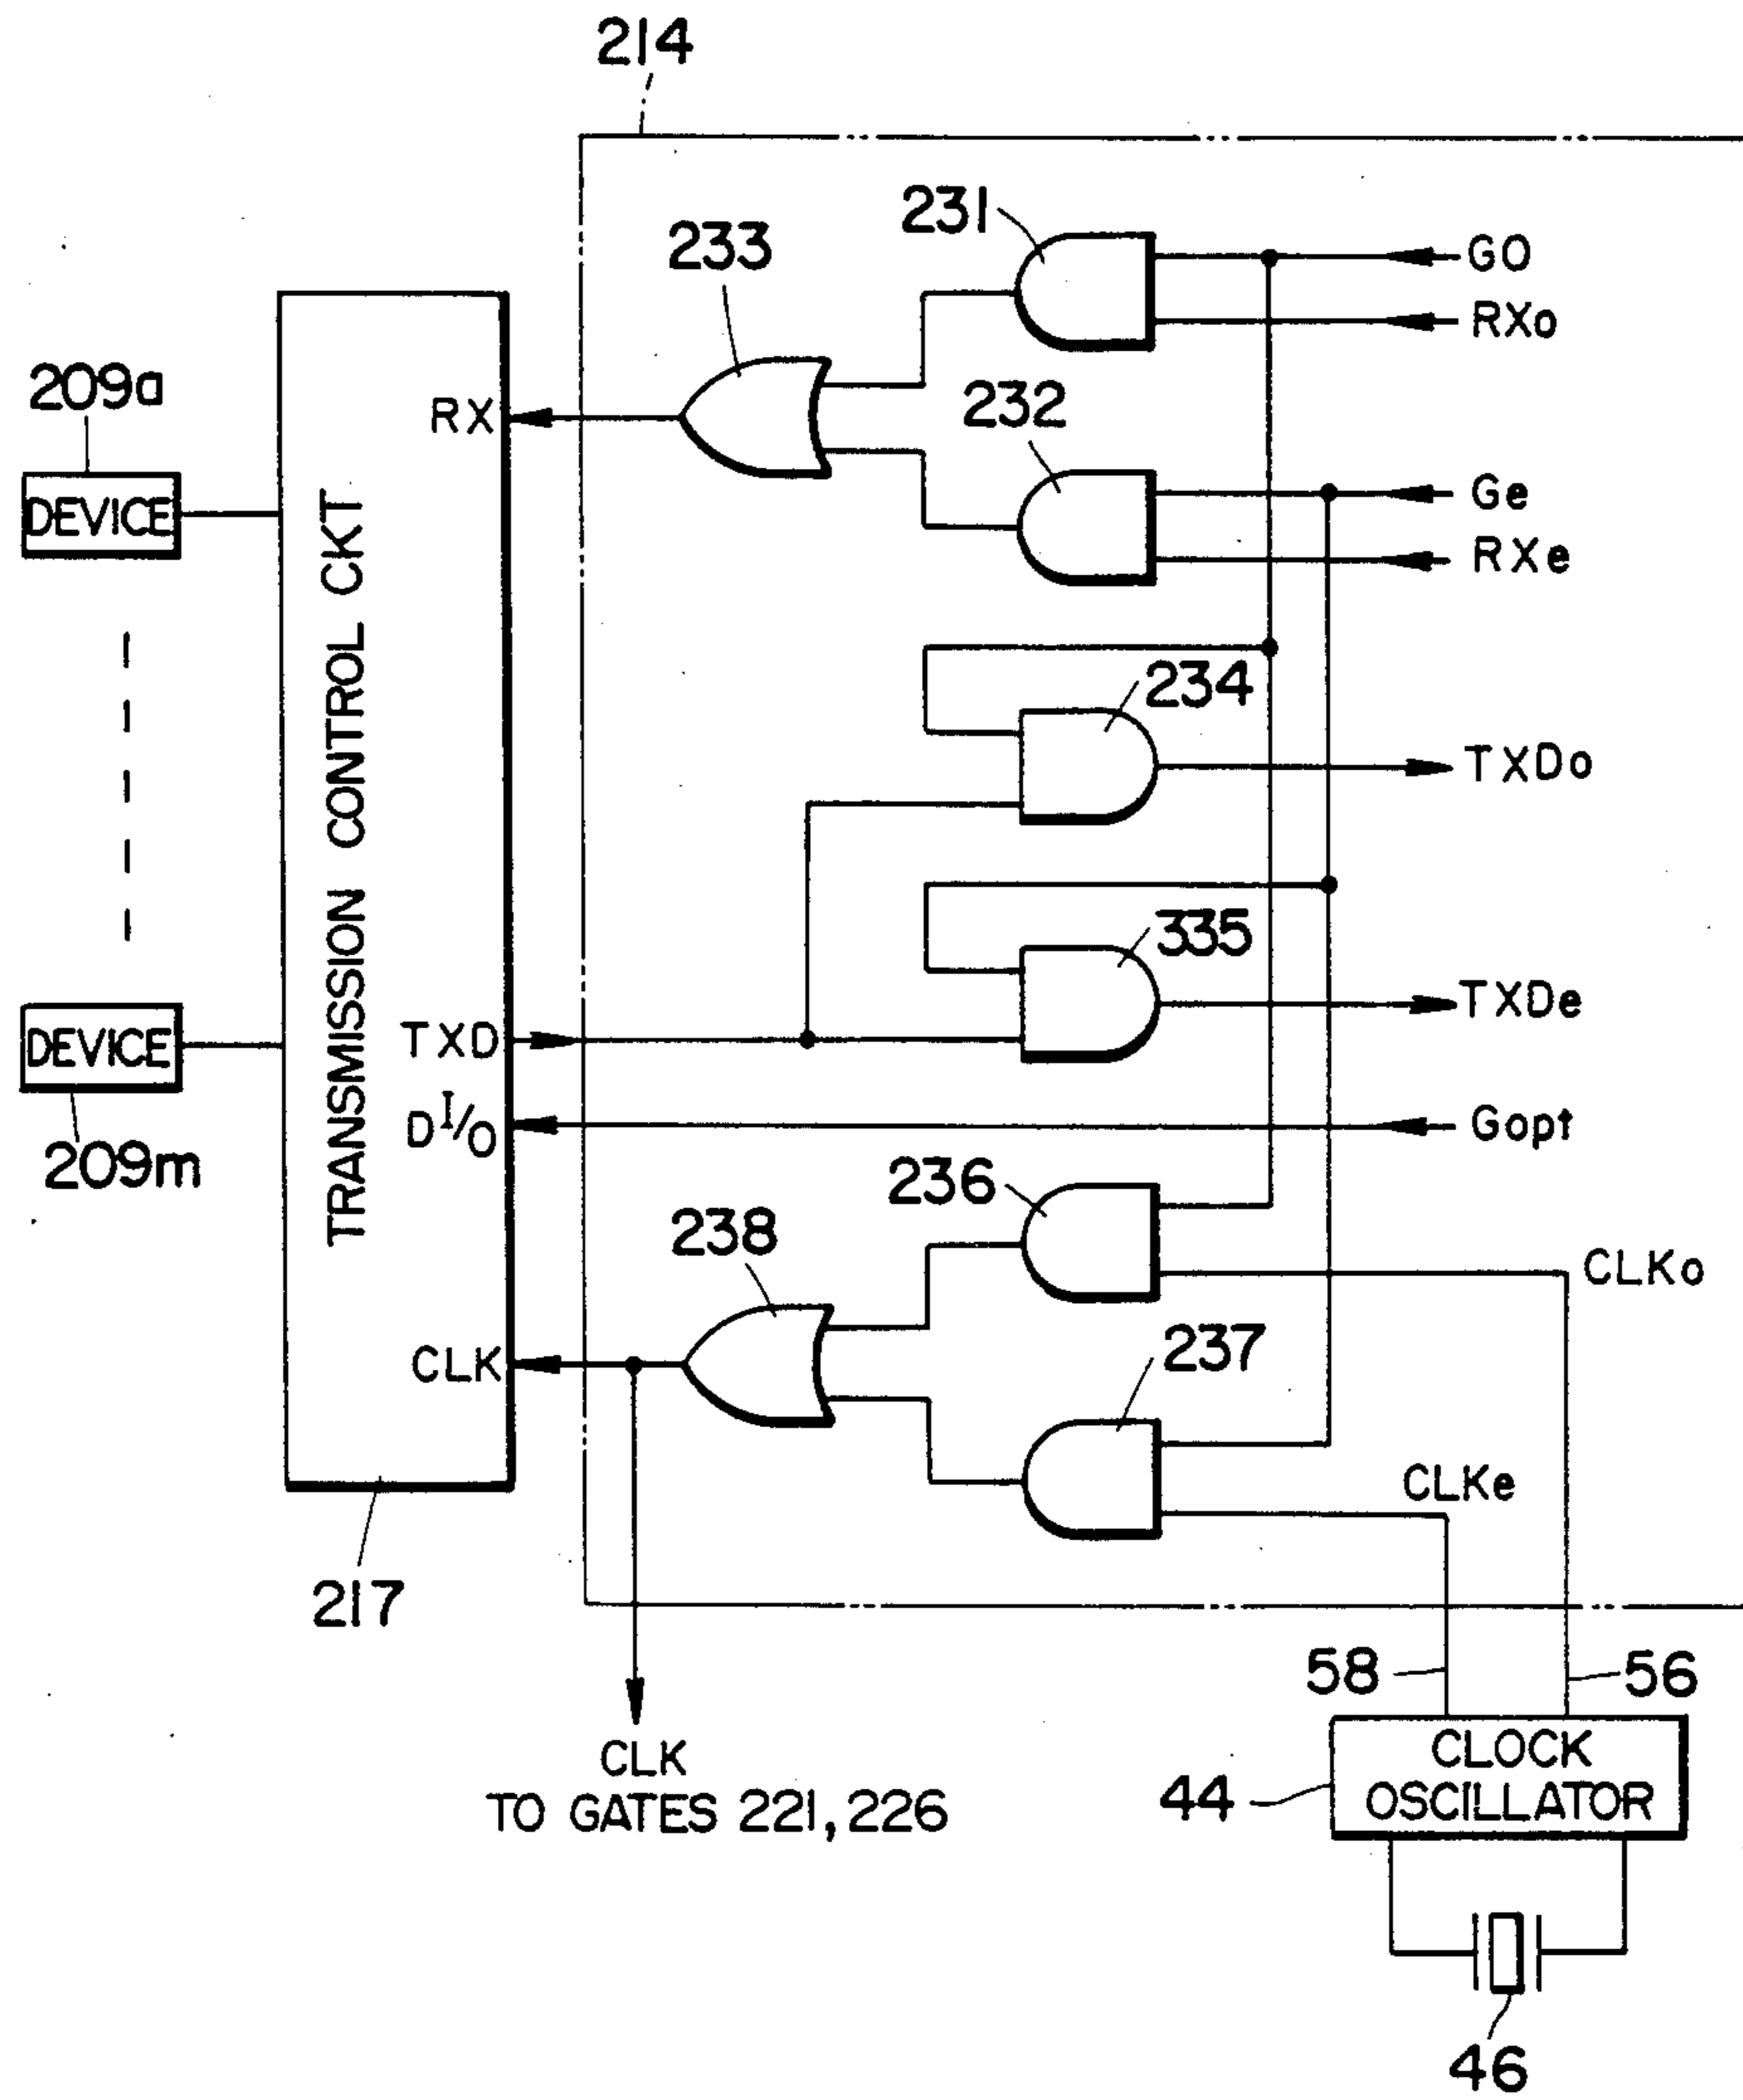 214
231
GO
233
RXo
209a
RX
232
Ge
DEVICE
RXe
TRANSMISSION CONTROL CKT
234
TXDo
335
TXDe
DEVICE
TXD
D I/O
Gopt
209m
236
238
CLKo
CLK
237
CLKe
217
58
56
CLK
TO GATES 221, 226
CLOCK
OSCILLATOR
44
46